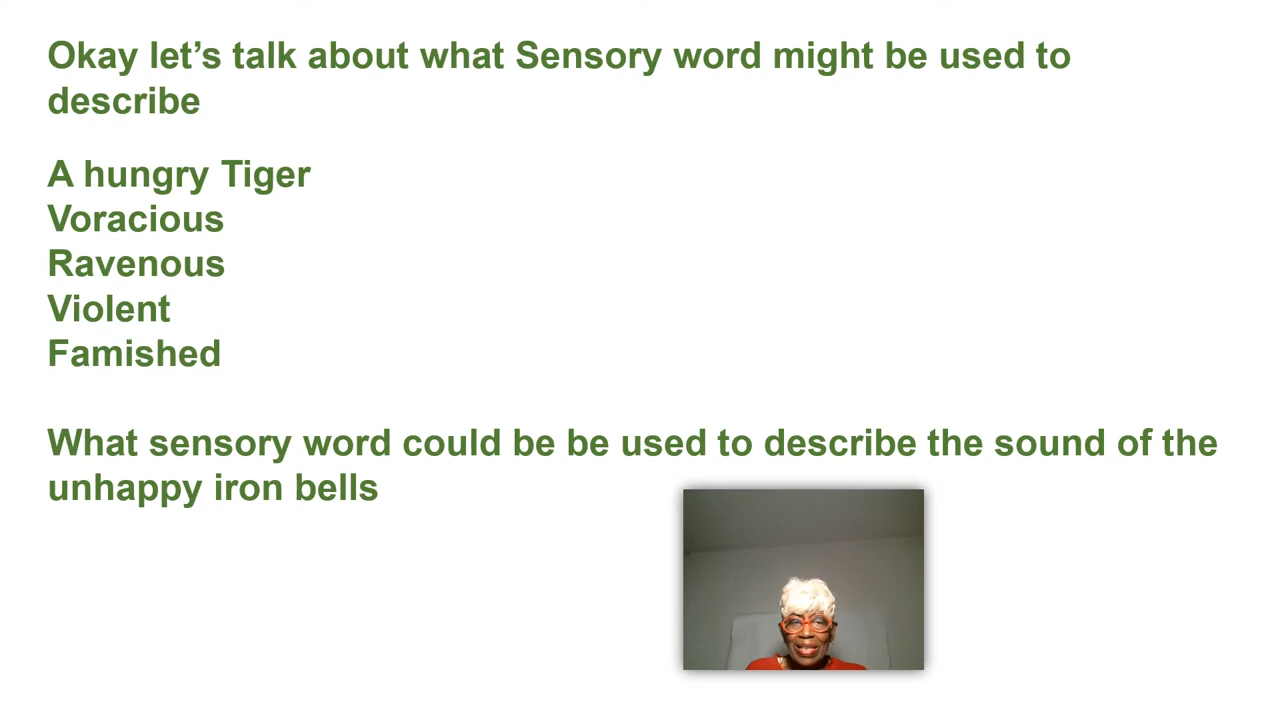 Okay let’s talk about what Sensory word might be used to
describe
A hungry Tiger
Voracious
Ravenous
Violent
Famished
What sensory word could be be used to describe the sound of the
unhappy iron bells